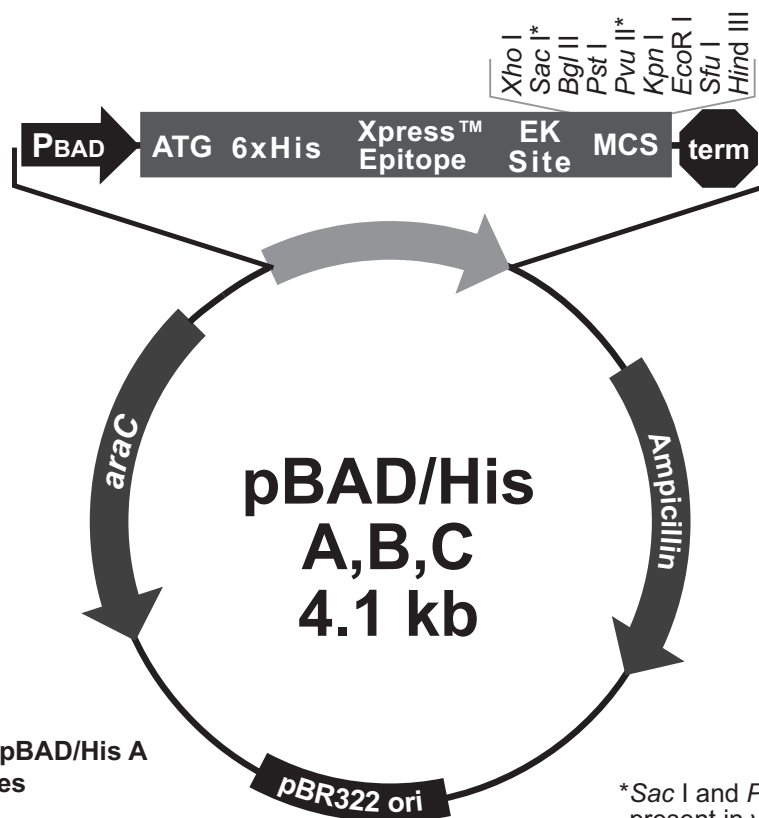 Xho I
Sac I*
Bgl II
Pst I
Pvu II*
Kpn I
EcoR I
Sfu I
Hind III
PBAD
ATG 6xHis Xpress™ Epitope EK Site MCS
term
araC
Ampicillin
pBAD/His
A,B,C
4.1 kb
pBAD/His A
pBR322 ori
*Sac I and